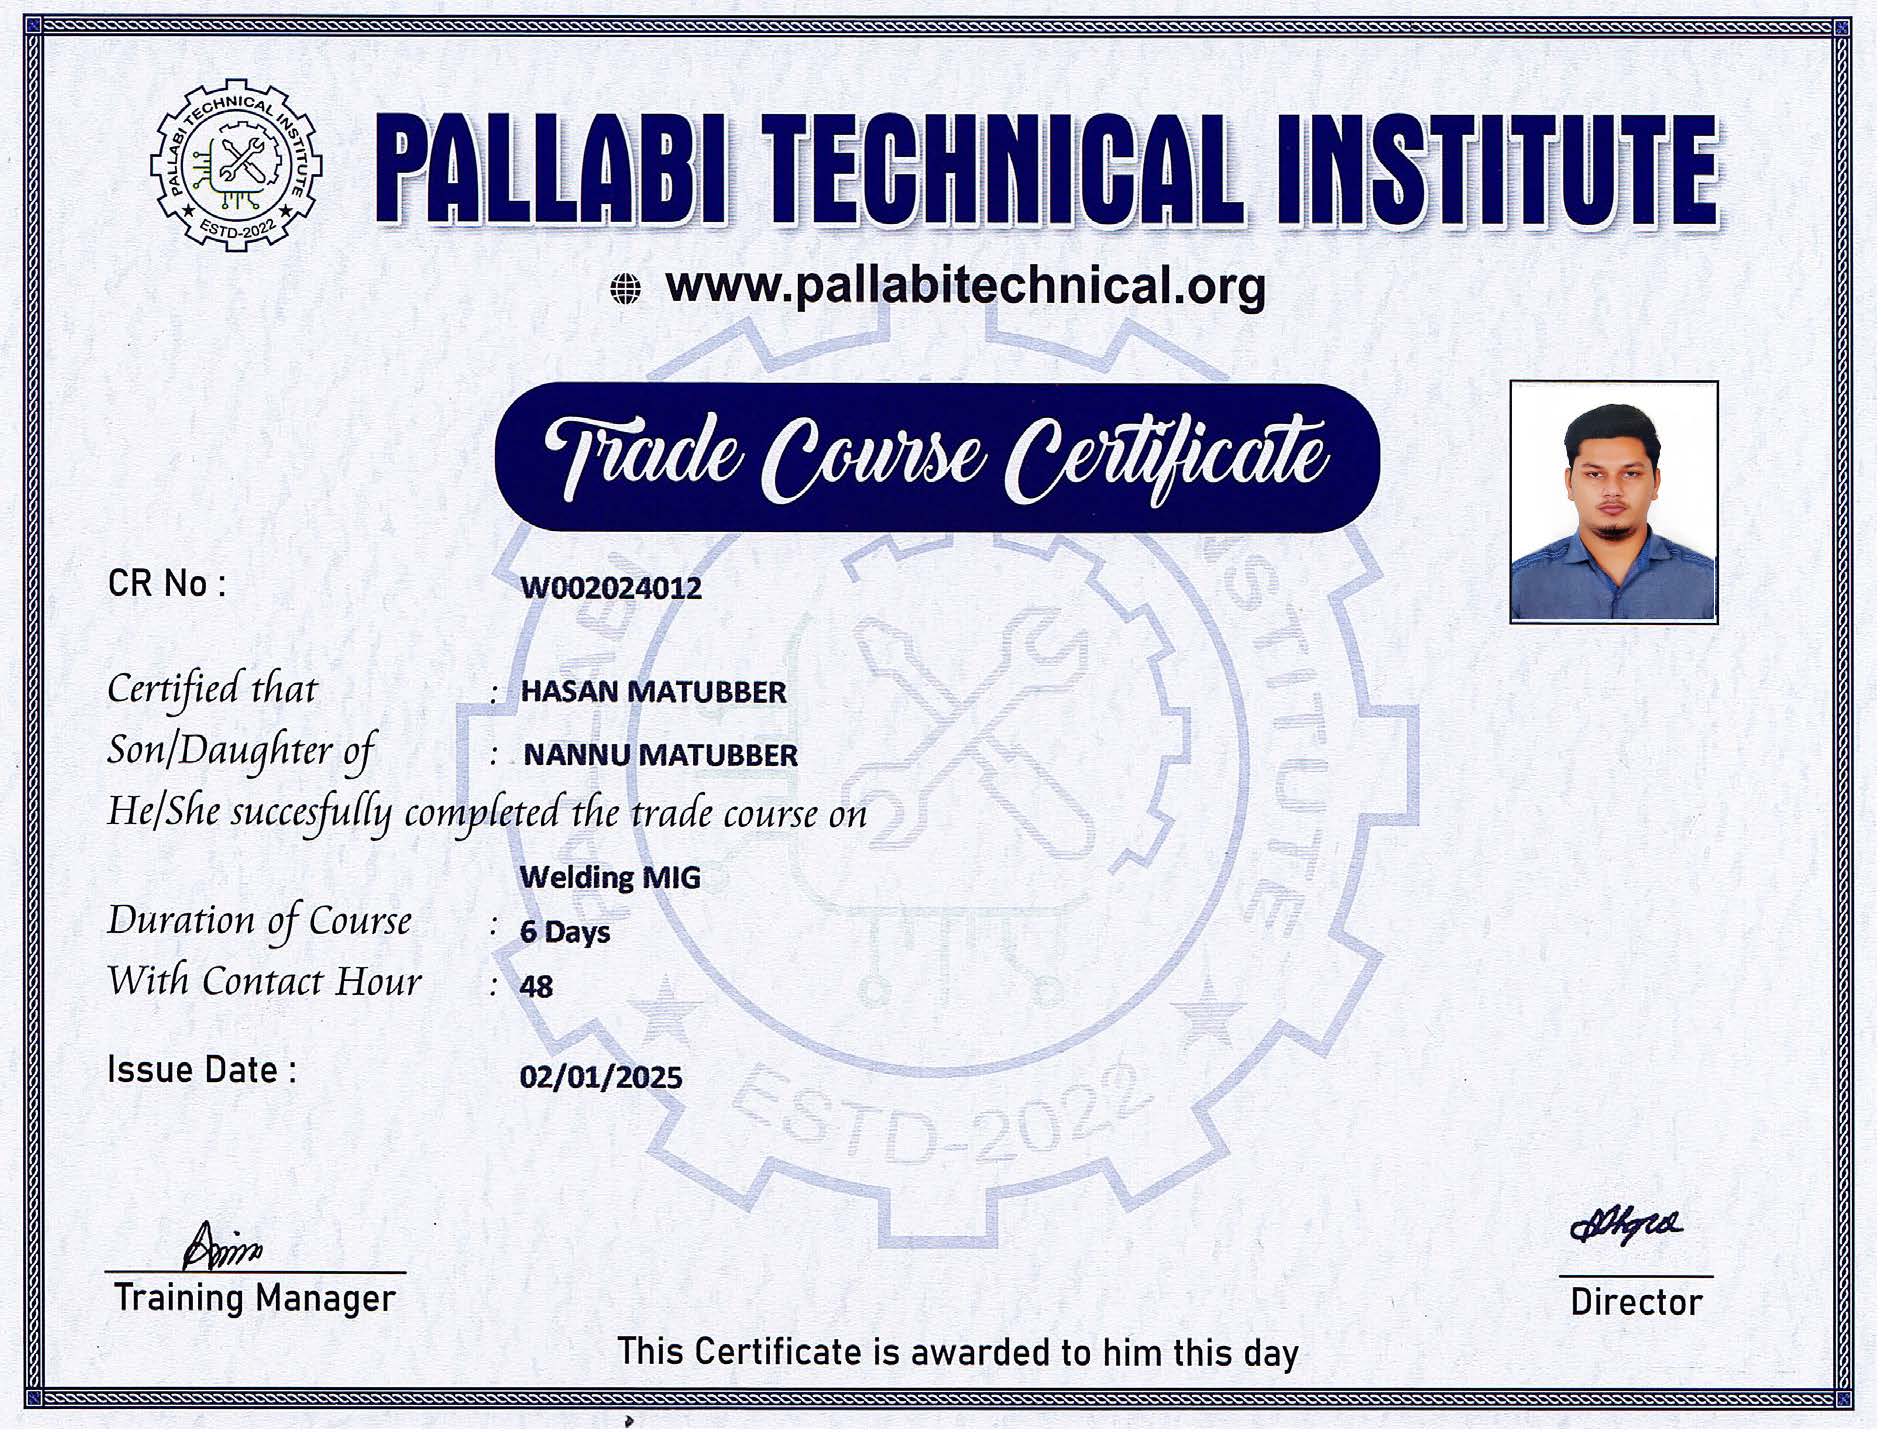 PALLABI TECHNICAL INSTITUTE
ESTD-2022
PALLABI TECHNICAL INSTITUTE
www.pallabitechnical.org
Trade Course Certificate
CR No : W002024012
Certified that : HASAN MATUBBER
Son/Daughter of : NANNU MATUBBER
He/She succesfully completed the trade course on
Welding MIG
Duration of Course : 6 Days
With Contact Hour : 48
Issue Date : 02/01/2025
PALLABI INSTITUTE
ESTD-2022
Training Manager
Director
This Certificate is awarded to him this day